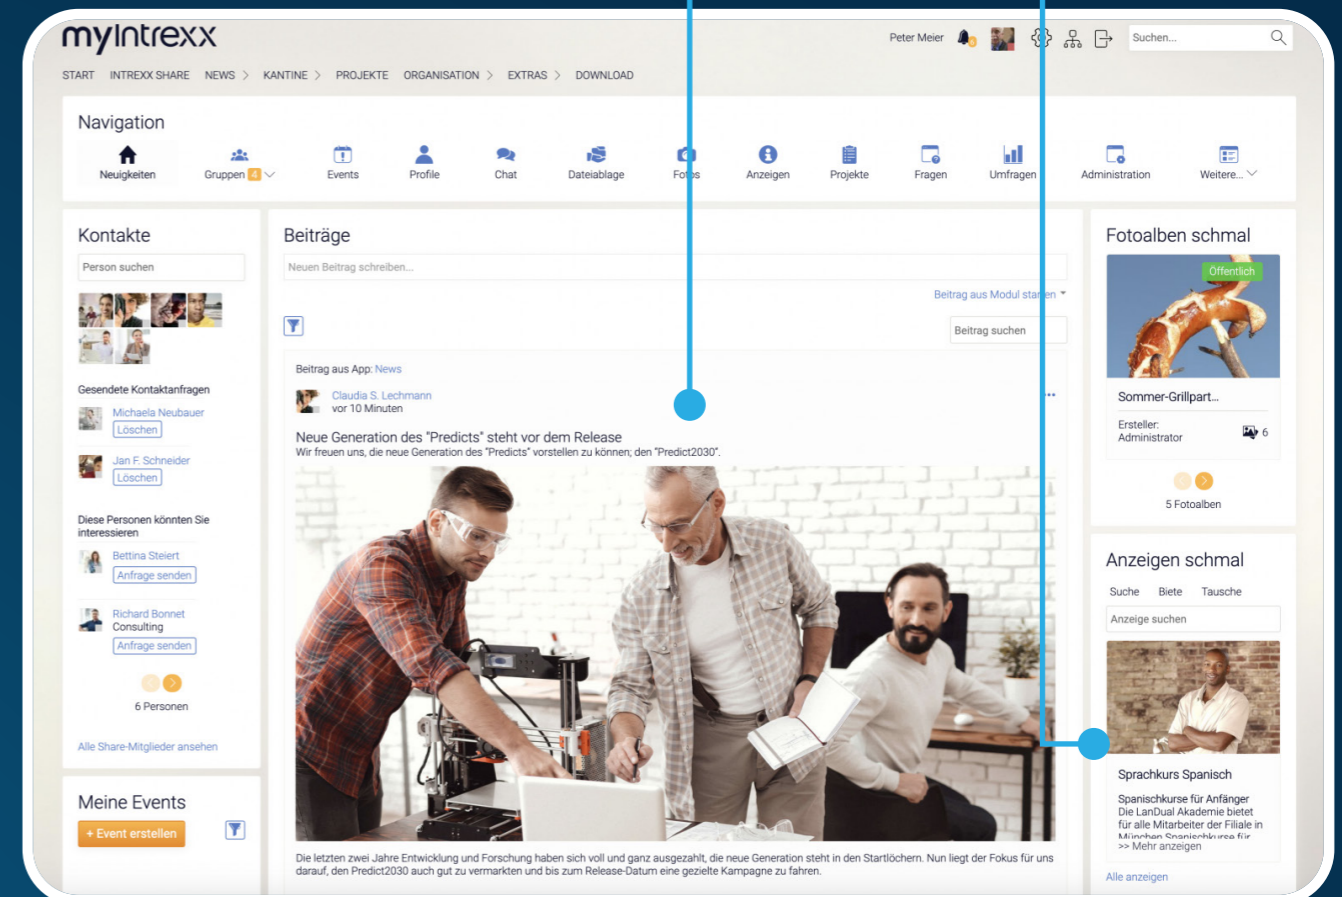 myIntrexx
Peter Meier
Suchen...
START INTREXX SHARE NEWS > KANTINE > PROJEKTE ORGANISATION > EXTRAS > DOWNLOAD
Navigation
Neuigkeiten
Gruppen 4
Events
Profile
Chat
Dateiablage
Fotos
Anzeigen
Projekte
Fragen
Umfragen
Administration
Weitere...
Kontakte
Person suchen
Gesendete Kontaktanfragen
Michaela Neubauer
Löschen
Jan F. Schneider
Löschen
Diese Personen könnten Sie
interessieren
Bettina Steiert
Anfrage senden
Richard Bonnet
Consulting
Anfrage senden
6 Personen
Alle Share-Mitglieder ansehen
Meine Events
+ Event erstellen
Beiträge
Neuen Beitrag schreiben...
Beitrag aus Modul starten
Beitrag suchen
Beitrag aus App: News
Claudia S. Lechmann
vor 10 Minuten
Neue Generation des "Predicts" steht vor dem Release
Wir freuen uns, die neue Generation des "Predicts" vorstellen zu können; den "Predict2030".
Die letzten zwei Jahre Entwicklung und Forschung haben sich voll und ganz ausgezahlt, die neue Generation steht in den Startlöchern. Nun liegt der Fokus für uns
darauf, den Predict2030 auch gut zu vermarkten und bis zum Release-Datum eine gezielte Kampagne zu fahren.
Fotoalben schmal
Öffentlich
Sommer-Grillpart...
Ersteller:
Administrator
6
5 Fotoalben
Anzeigen schmal
Suche Biete Tausche
Anzeige suchen
Sprachkurs Spanisch
Spanischkurse für Anfänger
Die LanDual Akademie bietet
für alle Mitarbeiter der Filiale in
München Spanischkurse für
>> Mehr anzeigen
Alle anzeigen